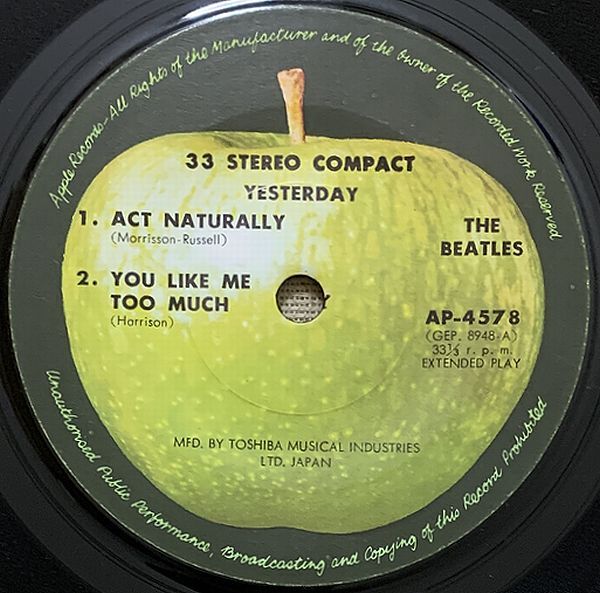 Apple Records-All Rights of the Manufacturer and of the Owner of the Recorded Work Reserved
33 STEREO COMPACT
YESTERDAY
1. ACT NATURALLY
(Morrisson-Russell)
THE
BEATLES
2. YOU LIKE ME
TOO MUCH
(Harrison)
AP-4578
(GEP. 8948-A)
33⅓ r. p. m.
EXTENDED PLAY
MFD. BY TOSHIBA MUSICAL INDUSTRIES
LTD. JAPAN
Unauthorised Public Performance, Broadcasting and Copying of this Record Prohibited